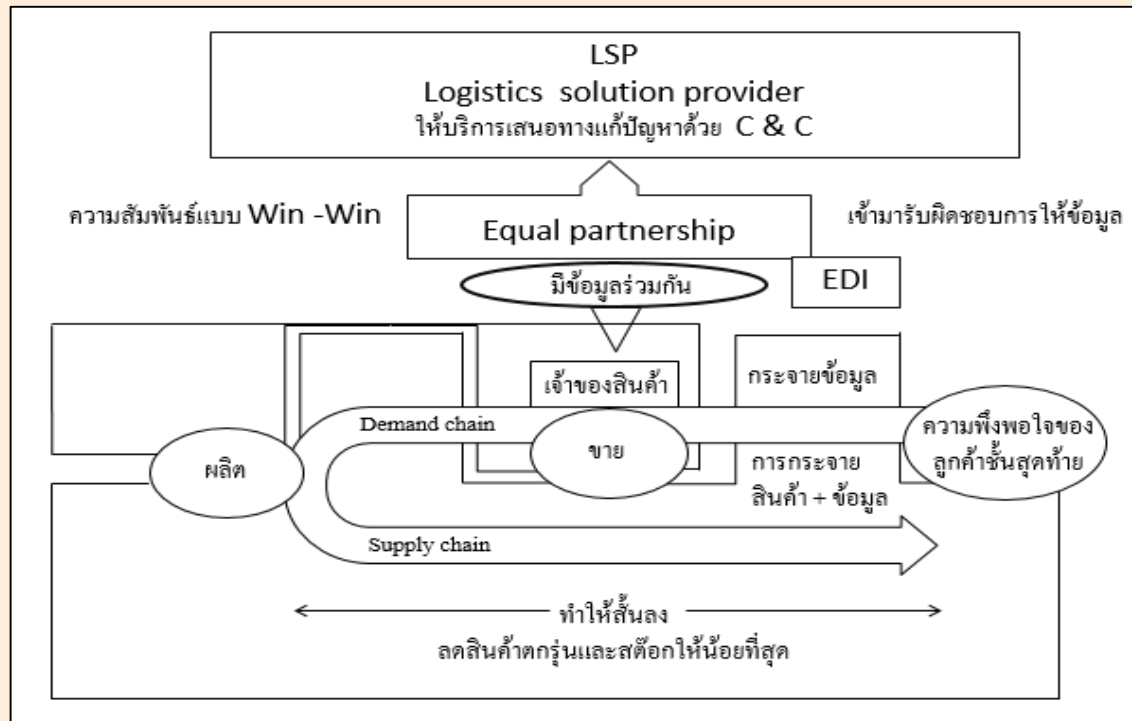 LSP
Logistics solution provider
ให้บริการเสนอทางแก้ปัญหาด้วย C & C
ความสัมพันธ์แบบ Win -Win
Equal partnership
เข้ามารับผิดชอบการให้ข้อมูล
มีข้อมูลร่วมกัน
EDI
เจ้าของสินค้า
กระจายข้อมูล
Demand chain
ขาย
ความพึงพอใจของ
ลูกค้าชั้นสุดท้าย
ผลิต
การกระจาย
สินค้า + ข้อมูล
Supply chain
ทำให้สั้นลง
ลดสินค้าตกรุ่นและสต๊อกให้น้อยที่สุด